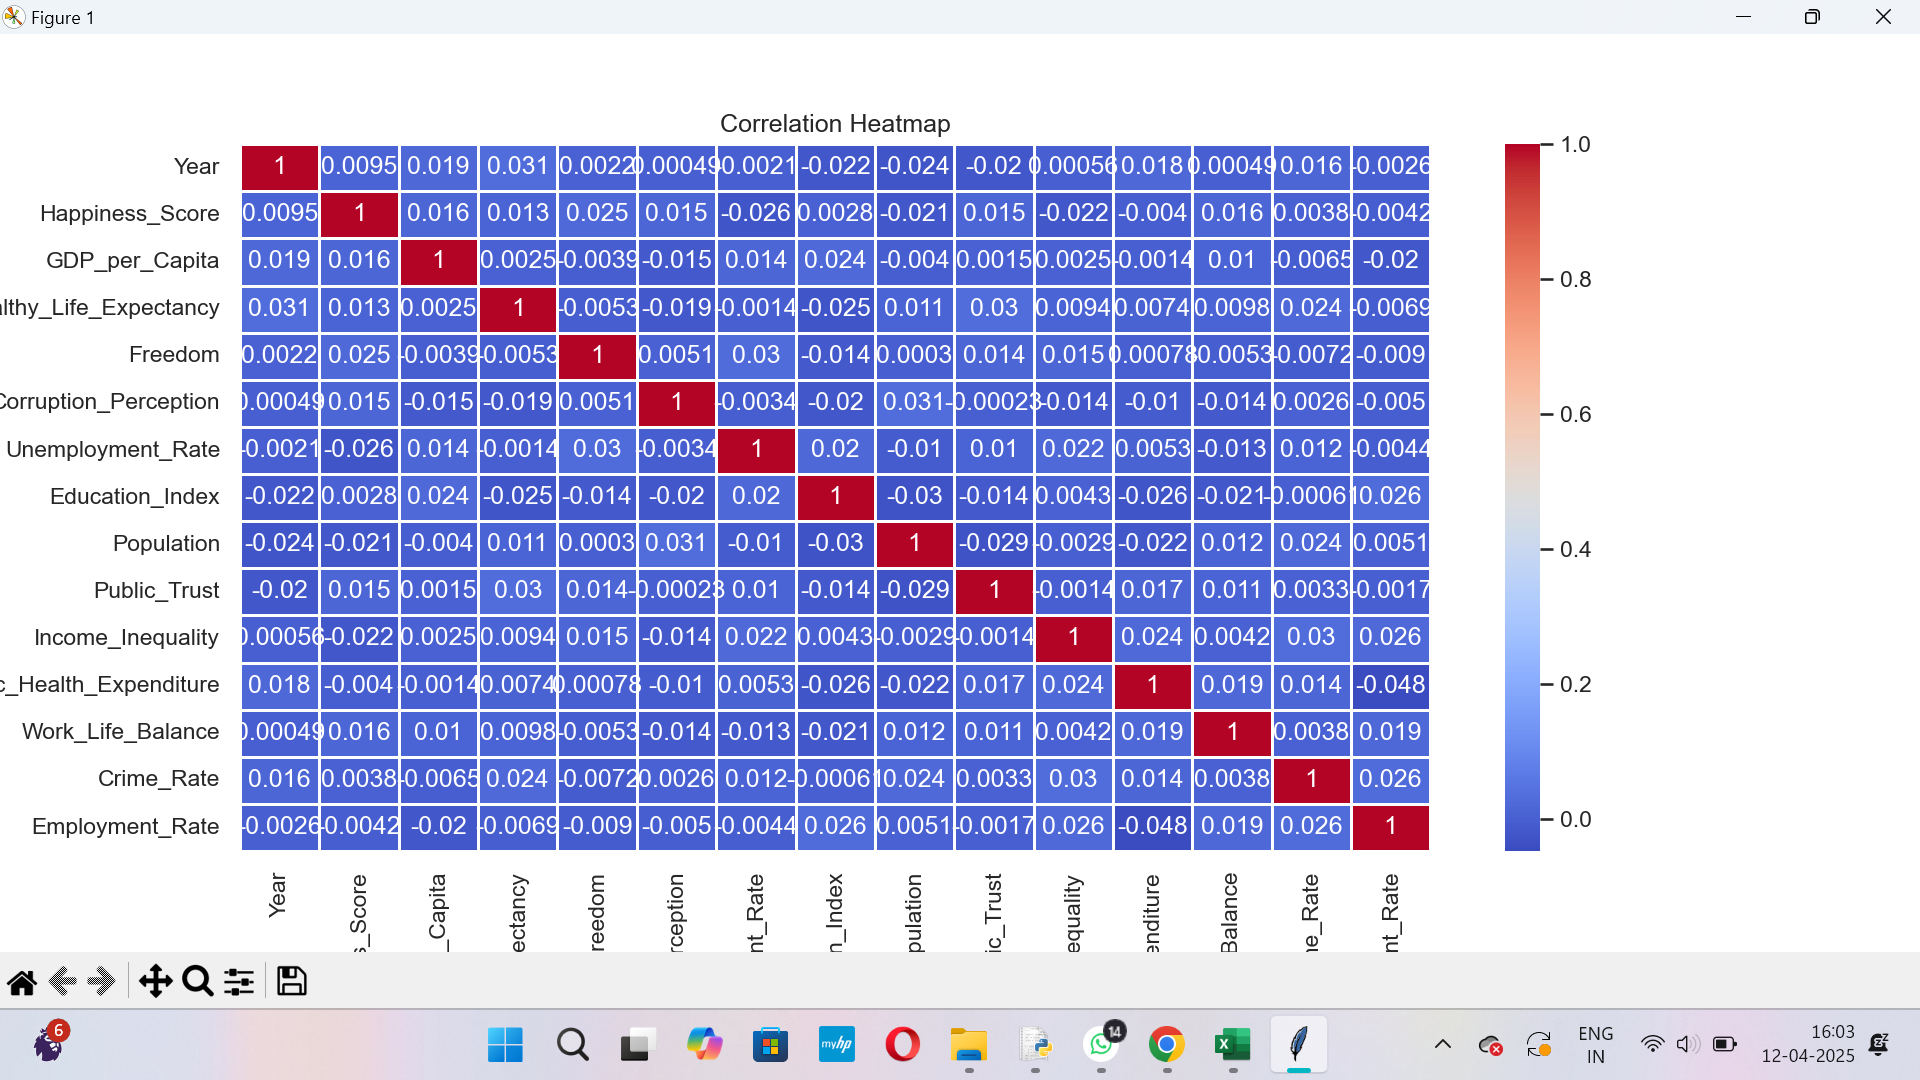 Figure 1
Correlation Heatmap
Year 1 0.0095 0.019 0.031 0.0022 0.00049 -0.0021 -0.022 -0.024 -0.02 0.00056 0.018 0.00049 0.016 -0.0026
Happiness_Score 0.0095 1 0.016 0.013 0.025 0.015 -0.026 0.0028 -0.021 0.015 -0.022 -0.004 0.016 0.0038 -0.0042
GDP_per_Capita 0.019 0.016 1 0.0025 -0.0039 -0.015 0.014 0.024 -0.004 0.0015 0.0025 -0.0014 0.01 -0.0065 -0.02
lthy_Life_Expectancy 0.031 0.013 0.0025 1 -0.0053 -0.019 -0.0014 -0.025 0.011 0.03 0.0094 0.0074 0.0098 0.024 -0.0069
Freedom 0.0022 0.025 -0.0039 -0.0053 1 0.0051 0.03 -0.014 0.0003 0.014 0.015 0.00078 -0.0053 -0.0072 -0.009
Corruption_Perception 0.00049 0.015 -0.015 -0.019 0.0051 1 -0.0034 -0.02 0.031 -0.00023 -0.014 -0.01 -0.014 0.0026 -0.005
Unemployment_Rate -0.0021 -0.026 0.014 -0.0014 0.03 -0.0034 1 0.02 -0.01 0.01 0.022 0.0053 -0.013 0.012 -0.0044
Education_Index -0.022 0.0028 0.024 -0.025 -0.014 -0.02 0.02 1 -0.03 -0.014 0.0043 -0.026 -0.021 -0.00061 0.026
Population -0.024 -0.021 -0.004 0.011 0.0003 0.031 -0.01 -0.03 1 -0.029 -0.0029 -0.022 0.012 0.024 0.0051
Public_Trust -0.02 0.015 0.0015 0.03 0.014 -0.00023 0.01 -0.014 -0.029 1 -0.0014 0.017 0.011 0.0033 -0.0017
Income_Inequality 0.00056 -0.022 0.0025 0.0094 0.015 -0.014 0.022 0.0043 -0.0029 -0.0014 1 0.024 0.0042 0.03 0.026
c_Health_Expenditure 0.018 -0.004 -0.0014 0.0074 0.00078 -0.01 0.0053 -0.026 -0.022 0.017 0.024 1 0.019 0.014 -0.048
Work_Life_Balance 0.00049 0.016 0.01 0.0098 -0.0053 -0.014 -0.013 -0.021 0.012 0.011 0.0042 0.019 1 0.0038 0.019
Crime_Rate 0.016 0.0038 -0.0065 0.024 -0.0072 0.0026 0.012 -0.00061 0.024 0.0033 0.03 0.014 0.0038 1 0.026
Employment_Rate -0.0026 -0.0042 -0.02 -0.0069 -0.009 -0.005 -0.0044 0.026 0.0051 -0.0017 0.026 -0.048 0.019 0.026 1
Year s_Score _Capita ectancy reedom rception nt_Rate n_Index pulation ic_Trust equality enditure Balance ne_Rate nt_Rate
1.0
0.8
0.6
0.4
0.2
0.0
6
myhp
14
ENG
IN
16:03
12-04-2025